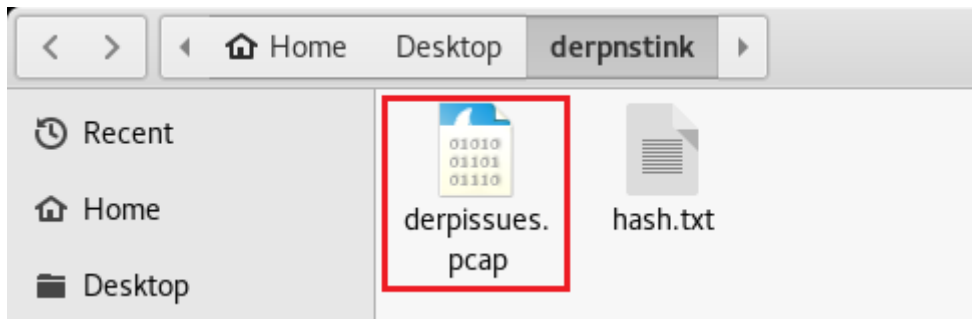 Home Desktop derpnstink
Recent
Home
Desktop
01010
01101
01110
derpissues.
pcap
hash.txt